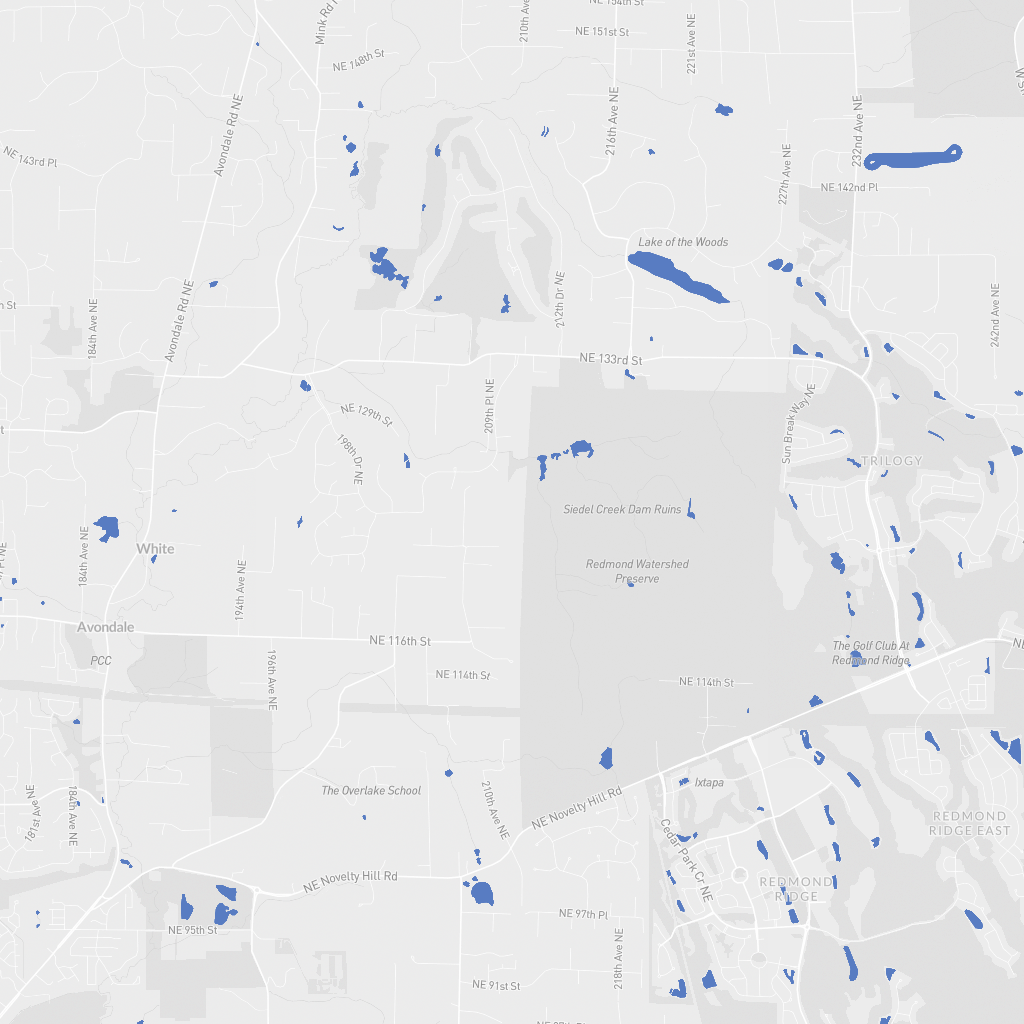 NE 154th St
210th Ave NE
Mink Rd
NE 151st St
221st Ave NE
NE 148th St
Avondale Rd NE
216th Ave NE
232nd Ave NE
NE 143rd Pl
227th Ave NE
NE 142nd Pl
Lake of the Woods
212th Dr NE
184th Ave NE
Avondale Rd NE
242nd Ave NE
NE 133rd St
209th Pl NE
NE 129th St
198th Dr NE
Sun Break Way NE
TRILOGY
Siedel Creek Dam Ruins
184th Ave NE
White
Redmond Watershed
Preserve
194th Ave NE
Avondale
NE 116th St
The Golf Club At
Redmond Ridge
PCC
196th Ave NE
NE 114th St
NE 114th St
Ixtapa
The Overlake School
181st Ave NE
184th Ave NE
210th Ave NE
NE Novelty Hill Rd
Cedar Park Cr NE
REDMOND
RIDGE EAST
NE Novelty Hill Rd
REDMOND
RIDGE
NE 97th Pl
NE 95th St
218th Ave NE
NE 91st St